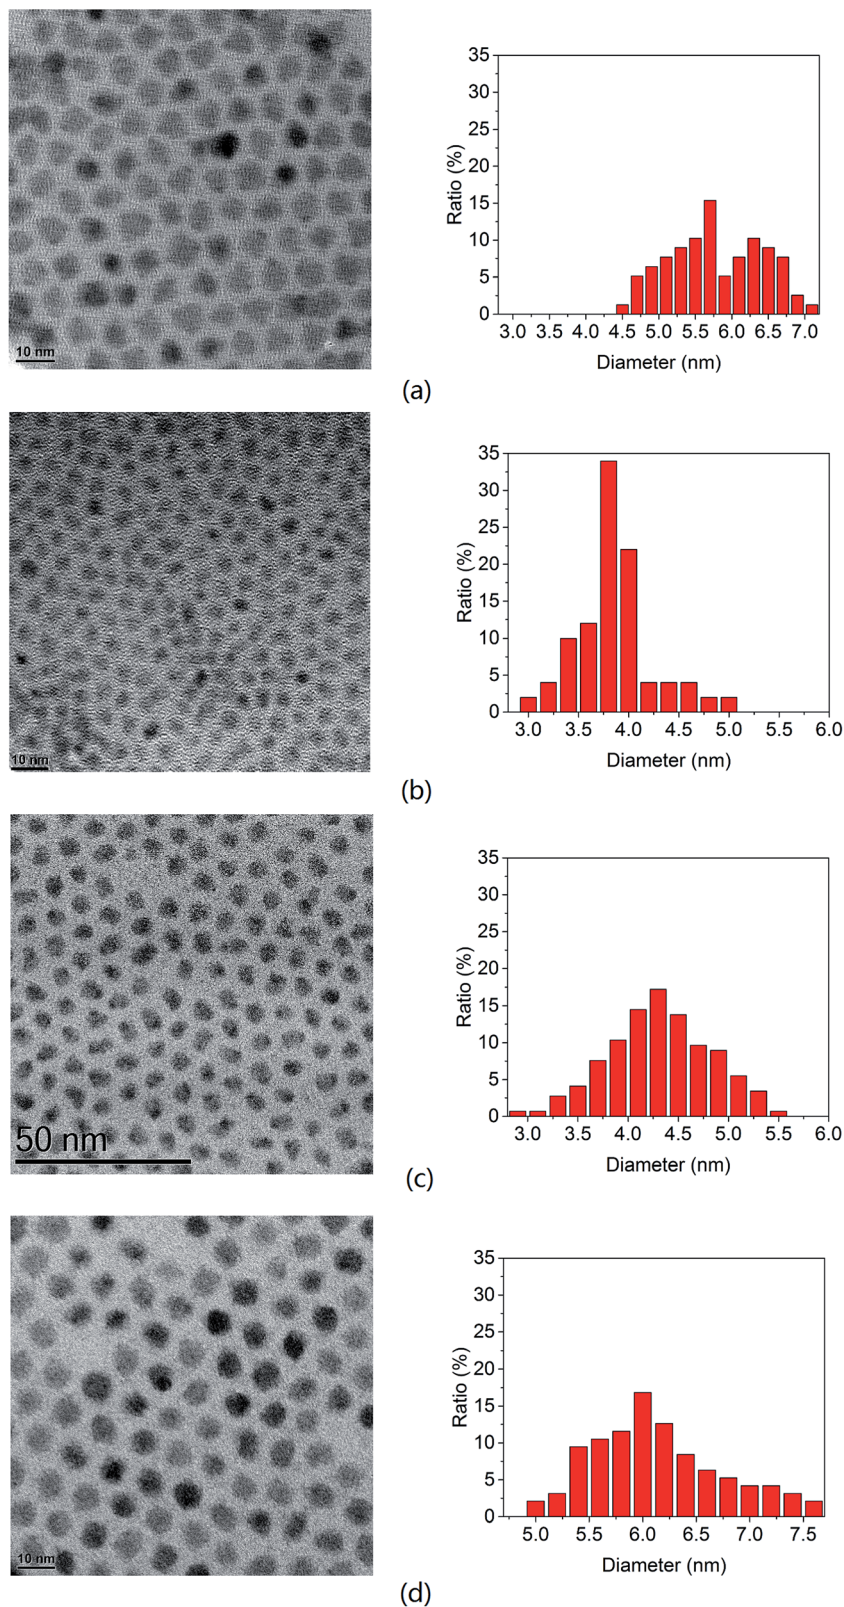 10 nm
35
30
25
20
15
10
5
0
Ratio (%)
3.0 3.5 4.0 4.5 5.0 5.5 6.0 6.5 7.0
Diameter (nm)
(a)
10 nm
35
30
25
20
15
10
5
0
Ratio (%)
3.0 3.5 4.0 4.5 5.0 5.5 6.0
Diameter (nm)
(b)
50 nm
35
30
25
20
15
10
5
0
Ratio (%)
3.0 3.5 4.0 4.5 5.0 5.5 6.0
Diameter (nm)
(c)
10 nm
35
30
25
20
15
10
5
0
Ratio (%)
5.0 5.5 6.0 6.5 7.0 7.5
Diameter (nm)
(d)